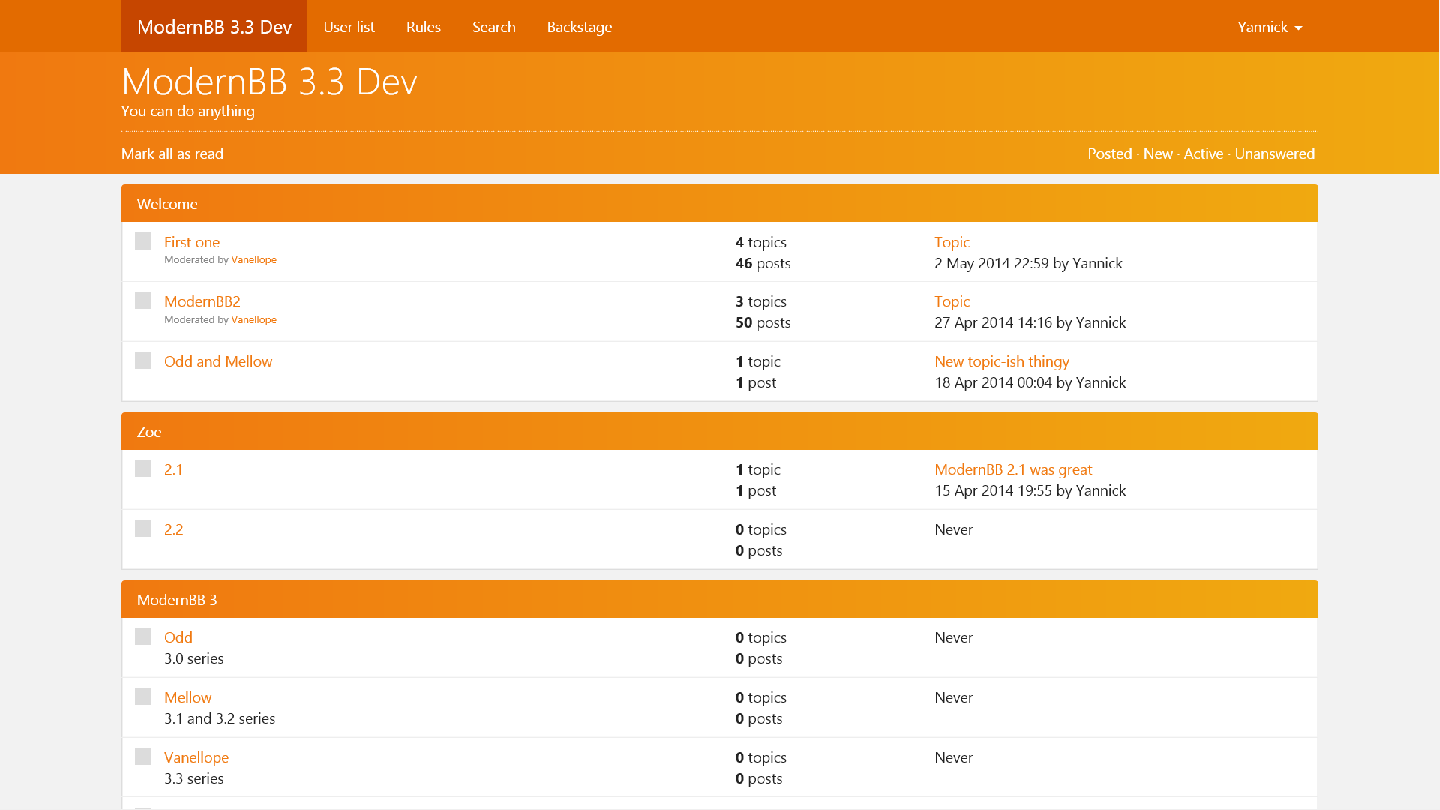 ModernBB 3.3 Dev User list Rules Search Backstage Yannick
ModernBB 3.3 Dev
You can do anything
Mark all as read Posted · New · Active · Unanswered
Welcome
First one 4 topics Topic
Moderated by Vanellope 46 posts 2 May 2014 22:59 by Yannick
ModernBB2 3 topics Topic
Moderated by Vanellope 50 posts 27 Apr 2014 14:16 by Yannick
Odd and Mellow 1 topic New topic-ish thingy
1 post 18 Apr 2014 00:04 by Yannick
Zoe
2.1 1 topic ModernBB 2.1 was great
1 post 15 Apr 2014 19:55 by Yannick
2.2 0 topics Never
0 posts
ModernBB 3
Odd 0 topics Never
3.0 series 0 posts
Mellow 0 topics Never
3.1 and 3.2 series 0 posts
Vanellope 0 topics Never
3.3 series 0 posts